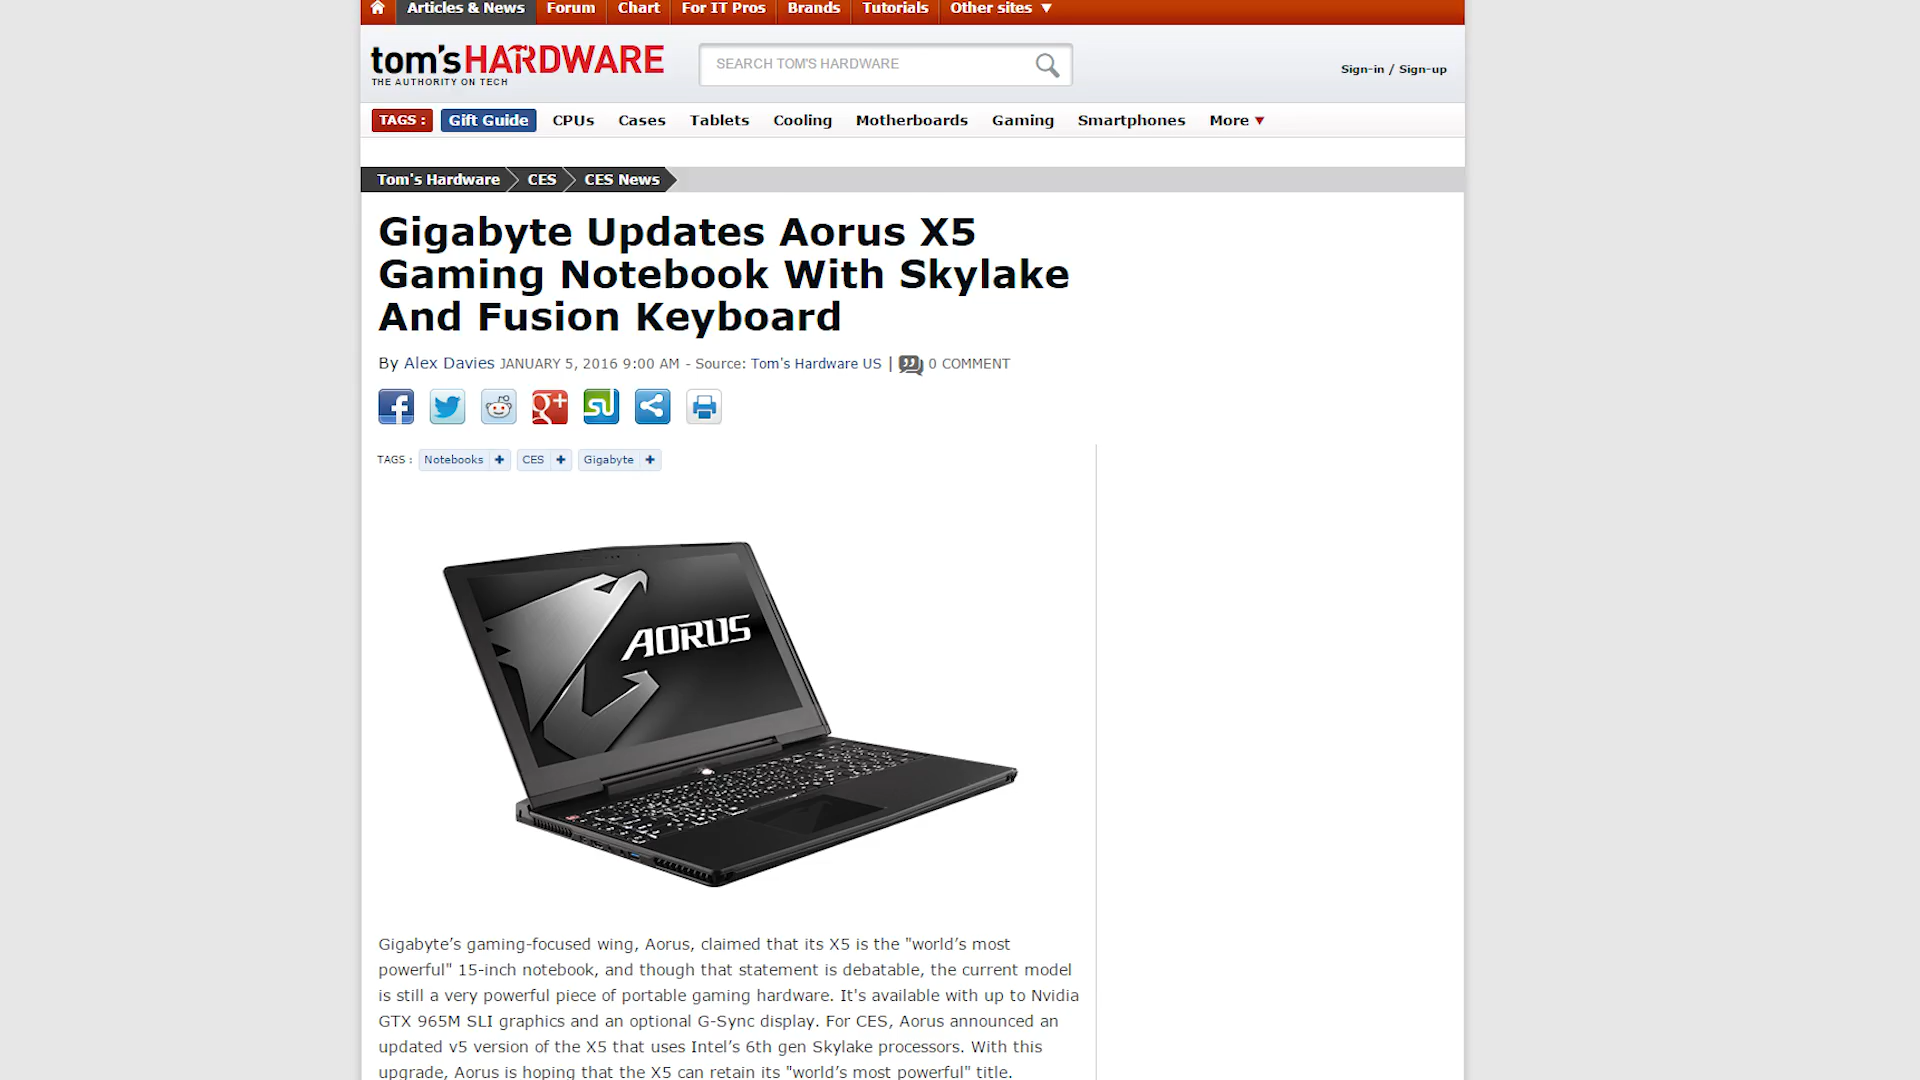 Articles & News Forum Chart For IT Pros Brands Tutorials Other sites ▼
tom's HARDWARE
THE AUTHORITY ON TECH
SEARCH TOM'S HARDWARE
Sign-in / Sign-up
TAGS : Gift Guide CPUs Cases Tablets Cooling Motherboards Gaming Smartphones More ▼
Tom's Hardware CES CES News
Gigabyte Updates Aorus X5
Gaming Notebook With Skylake
And Fusion Keyboard
By Alex Davies JANUARY 5, 2016 9:00 AM - Source: Tom's Hardware US | 0 COMMENT
TAGS : Notebooks + CES + Gigabyte +
AORUS
Gigabyte’s gaming-focused wing, Aorus, claimed that its X5 is the "world’s most
powerful" 15-inch notebook, and though that statement is debatable, the current model
is still a very powerful piece of portable gaming hardware. It's available with up to Nvidia
GTX 965M SLI graphics and an optional G-Sync display. For CES, Aorus announced an
updated v5 version of the X5 that uses Intel’s 6th gen Skylake processors. With this
upgrade, Aorus is hoping that the X5 can retain its "world’s most powerful" title.